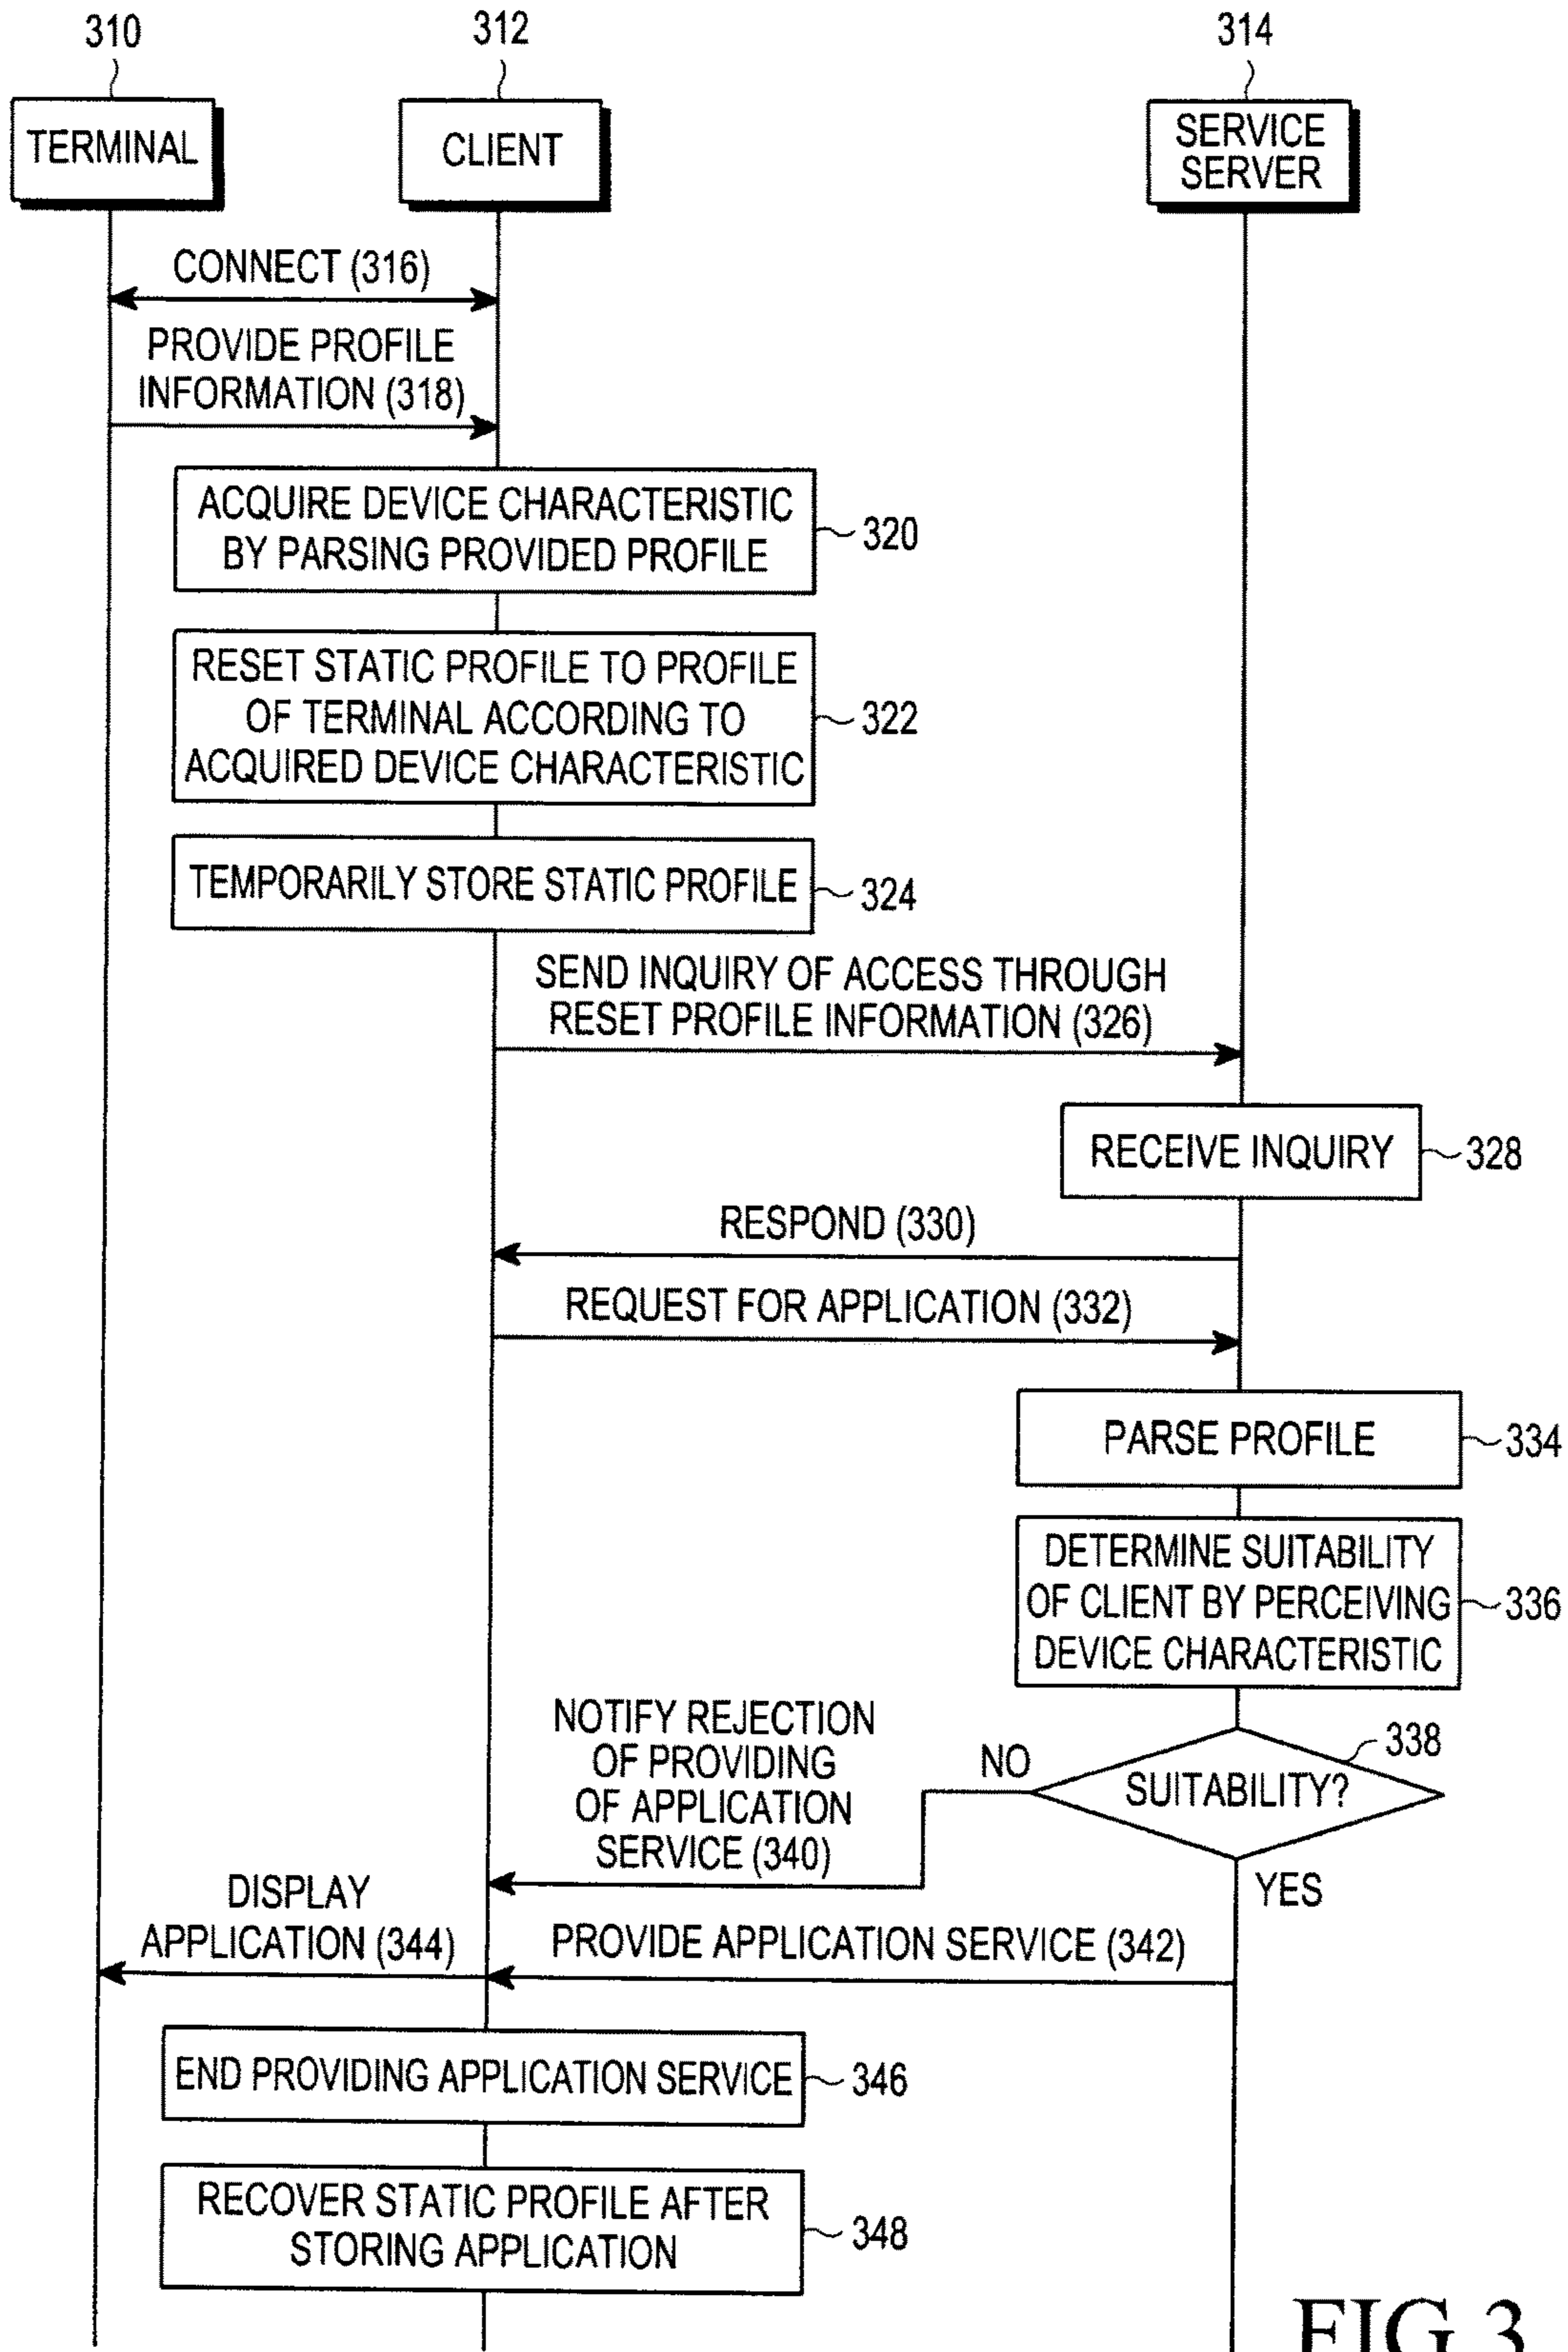 310
312
314
TERMINAL
CLIENT
SERVICE
SERVER
CONNECT (316)
PROVIDE PROFILE
INFORMATION (318)
ACQUIRE DEVICE CHARACTERISTIC
BY PARSING PROVIDED PROFILE
320
RESET STATIC PROFILE TO PROFILE
OF TERMINAL ACCORDING TO
ACQUIRED DEVICE CHARACTERISTIC
322
TEMPORARILY STORE STATIC PROFILE
324
SEND INQUIRY OF ACCESS THROUGH
RESET PROFILE INFORMATION (326)
RECEIVE INQUIRY
328
RESPOND (330)
REQUEST FOR APPLICATION (332)
PARSE PROFILE
334
DETERMINE SUITABILITY
OF CLIENT BY PERCEIVING
DEVICE CHARACTERISTIC
336
NOTIFY REJECTION
OF PROVIDING
OF APPLICATION
SERVICE (340)
NO
338
SUITABILITY?
YES
DISPLAY
APPLICATION (344)
PROVIDE APPLICATION SERVICE (342)
END PROVIDING APPLICATION SERVICE
346
RECOVER STATIC PROFILE AFTER
STORING APPLICATION
348
FIG.3